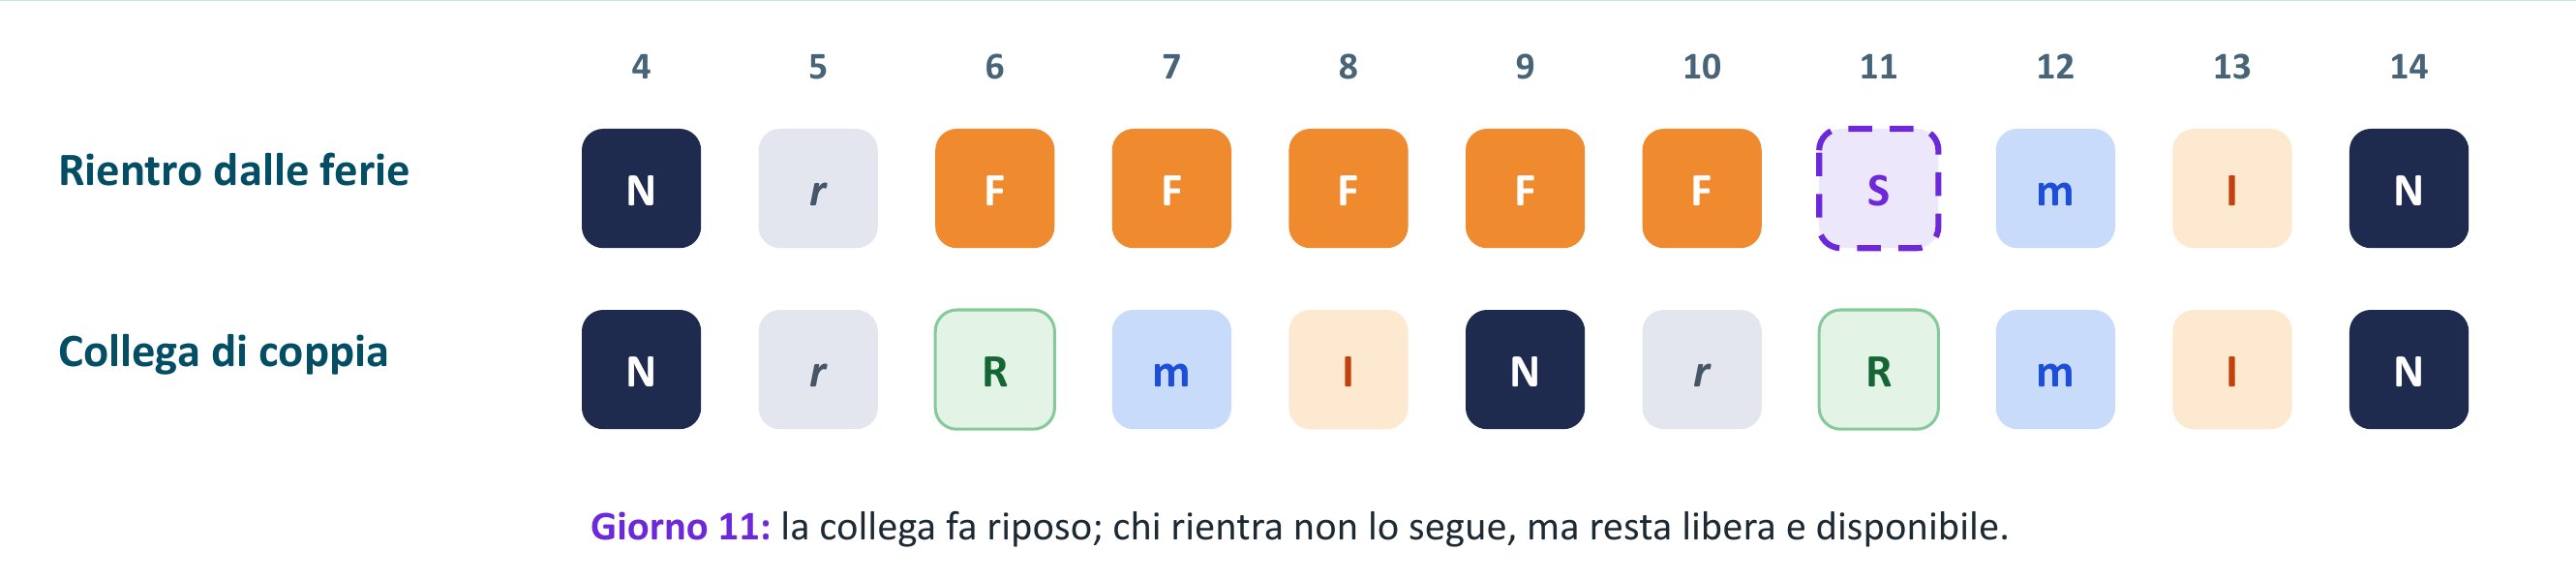 4 5 6 7 8 9 10 11 12 13 14
Rientro dalle ferie N r F F F F F S m I N
Collega di coppia N r R m I N r R m I N
Giorno 11: la collega fa riposo; chi rientra non lo segue, ma resta libera e disponibile.